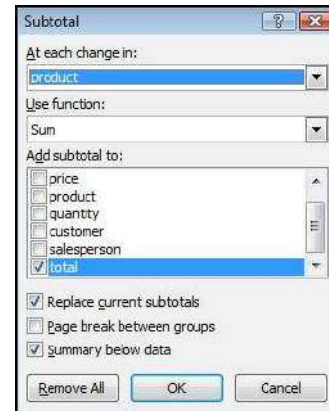 Subtotal
At each change in:
product
Use function:
Sum
Add subtotal to:
price
product
quantity
customer
salesperson
total
Replace current subtotals
Page break between groups
Summary below data
Remove All OK Cancel